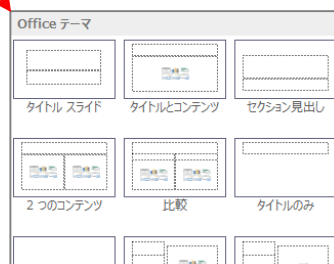 Office テーマ
タイトル スライド
タイトルとコンテンツ
セクション見出し
2 つのコンテンツ
比較
タイトルのみ